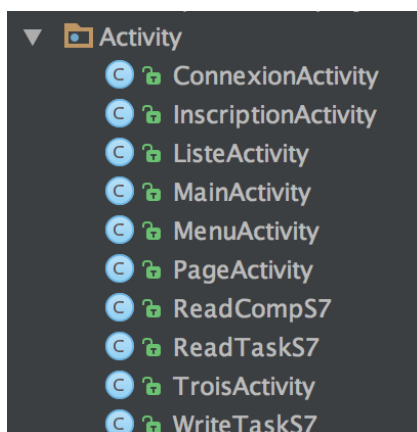 Activity
C ConnexionActivity
C InscriptionActivity
C ListeActivity
C MainActivity
C MenuActivity
C PageActivity
C ReadCompS7
C ReadTaskS7
C TroisActivity
C WriteTaskS7